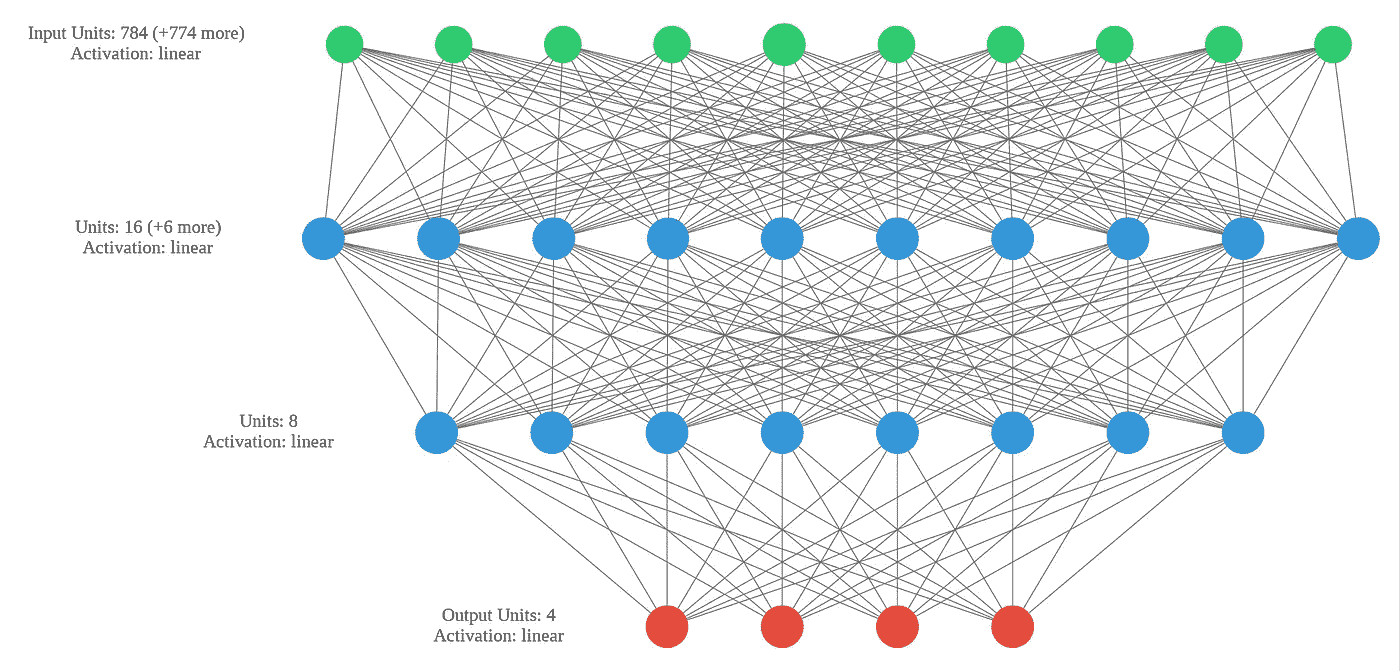 Input Units: 784 (+774 more)
Activation: linear
Units: 16 (+6 more)
Activation: linear
Units: 8
Activation: linear
Output Units: 4
Activation: linear